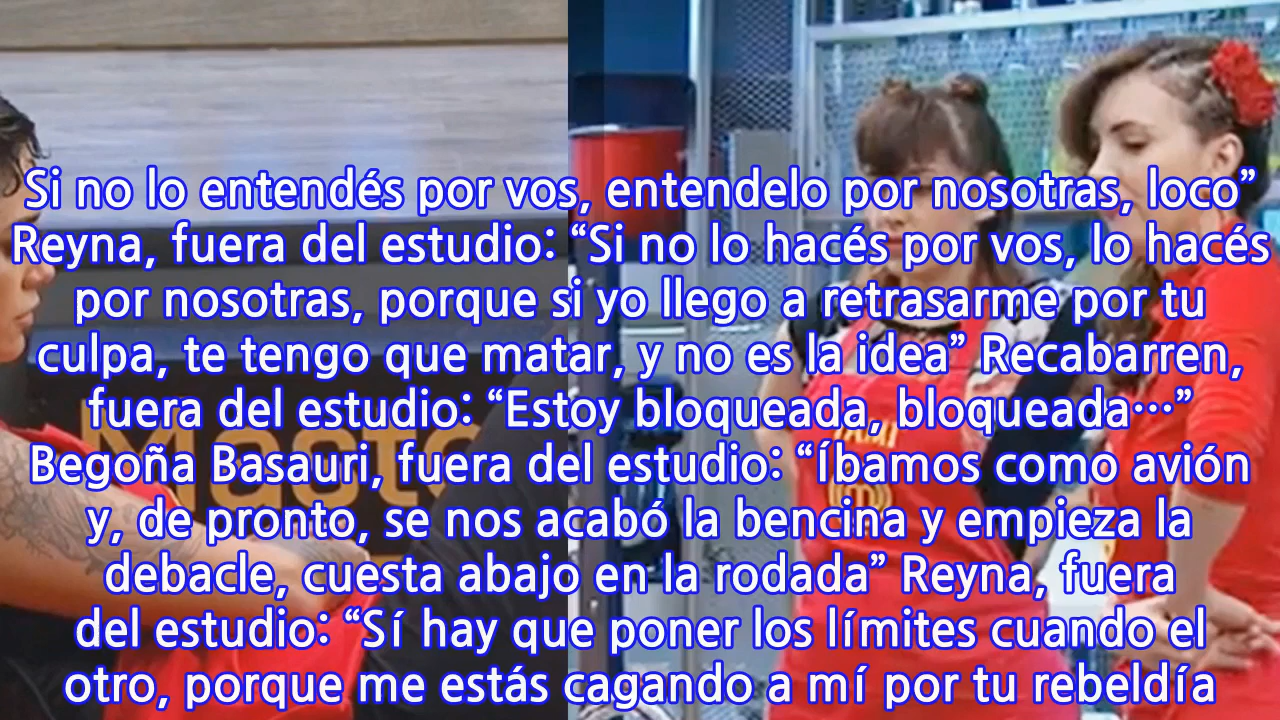 Si no lo entendés por vos, entendelo por nosotras, loco”
Reyna, fuera del estudio: “Si no lo hacés por vos, lo hacés
por nosotras, porque si yo llego a retrasarme por tu
culpa, te tengo que matar, y no es la idea” Recabarren,
fuera del estudio: “Estoy bloqueada, bloqueada…”
Begoña Basauri, fuera del estudio: “Íbamos como avión
y, de pronto, se nos acabó la bencina y empieza la
debacle, cuesta abajo en la rodada” Reyna, fuera
del estudio: “Sí hay que poner los límites cuando el
otro, porque me estás cagando a mí por tu rebeldía